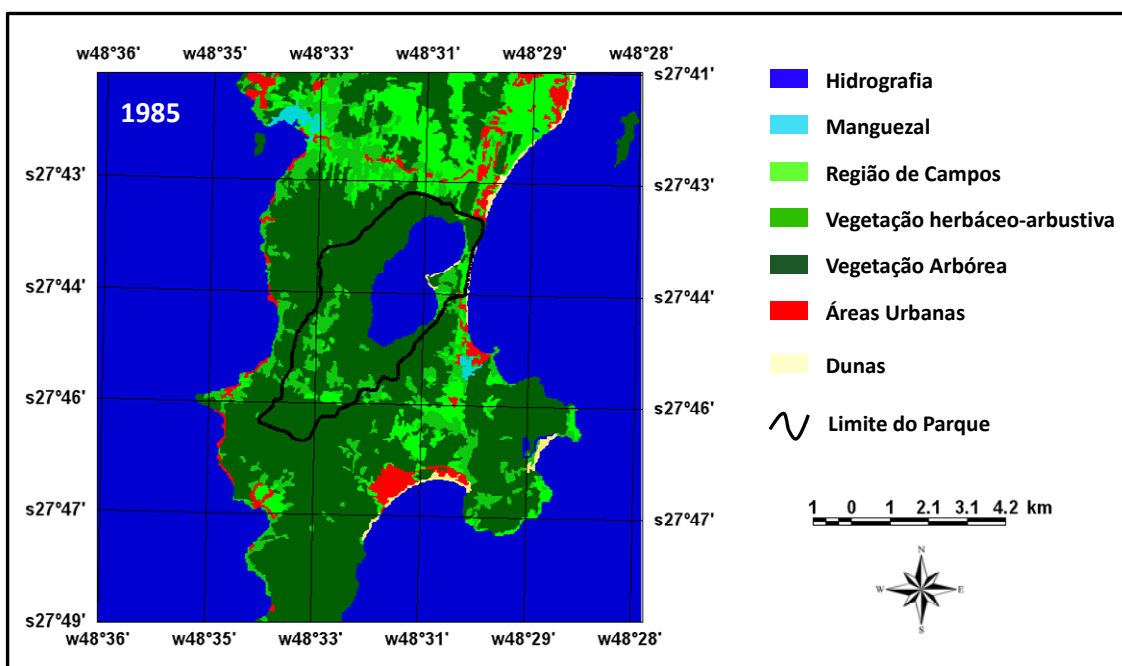 w48°36' w48°35' w48°33' w48°31' w48°29' w48°28'
s27°41'
s27°43'
s27°43'
s27°44'
s27°44'
s27°46'
s27°46'
s27°47'
s27°47'
s27°49'
w48°36' w48°35' w48°33' w48°31' w48°29' w48°28'
1985
Hidrografia
Manguezal
Região de Campos
Vegetação herbáceo-arbustiva
Vegetação Arbórea
Áreas Urbanas
Dunas
Limite do Parque
1 0 1 2.1 3.1 4.2 km
N
W E
S